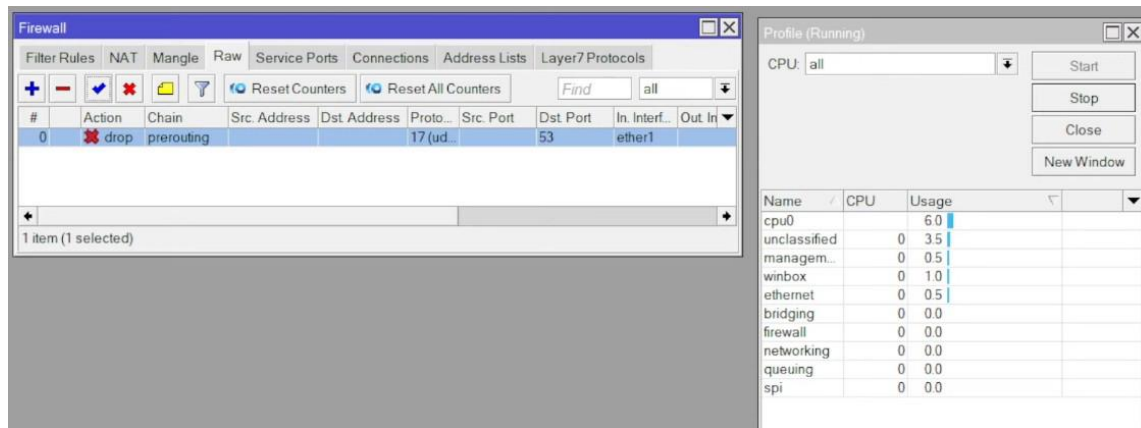 Firewall
Filter Rules NAT Mangle Raw Service Ports Connections Address Lists Layer7 Protocols
Reset Counters Reset All Counters Find all
# Action Chain Src. Address Dst. Address Proto... Src. Port Dst. Port In. Interf... Out. In
0 drop prerouting 17 (ud... 53 ether1
1 item (1 selected)
Profile (Running)
CPU: all
Start
Stop
Close
New Window
Name CPU Usage
cpu0 6.0
unclassified 0 3.5
managem... 0 0.5
winbox 0 1.0
ethernet 0 0.5
bridging 0 0.0
firewall 0 0.0
networking 0 0.0
queuing 0 0.0
spi 0 0.0